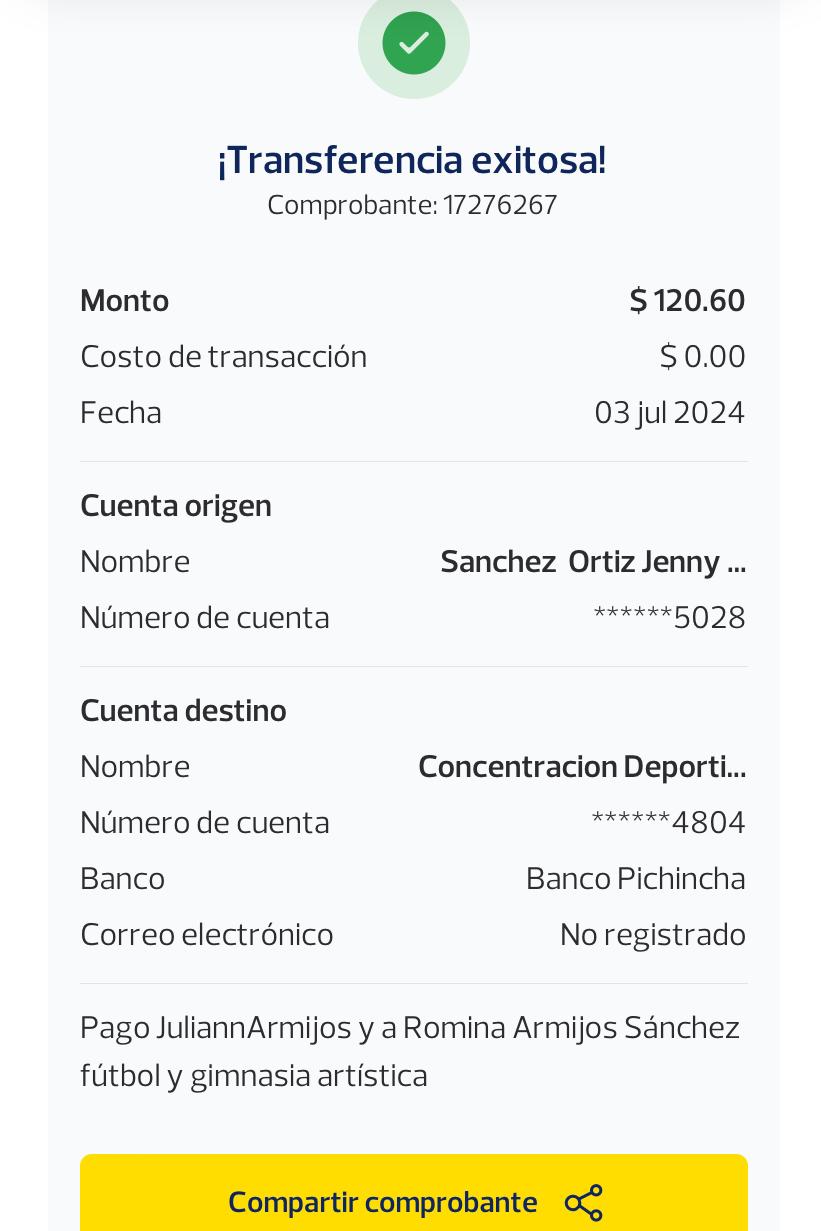 ¡Transferencia exitosa!
Comprobante: 17276267
Monto $ 120.60
Costo de transacción $ 0.00
Fecha 03 jul 2024
Cuenta origen
Nombre Sanchez  Ortiz Jenny ...
Número de cuenta ******5028
Cuenta destino
Nombre Concentracion Deporti...
Número de cuenta ******4804
Banco Banco Pichincha
Correo electrónico No registrado
Pago JuliannArmijos y a Romina Armijos Sánchez
fútbol y gimnasia artística
Compartir comprobante